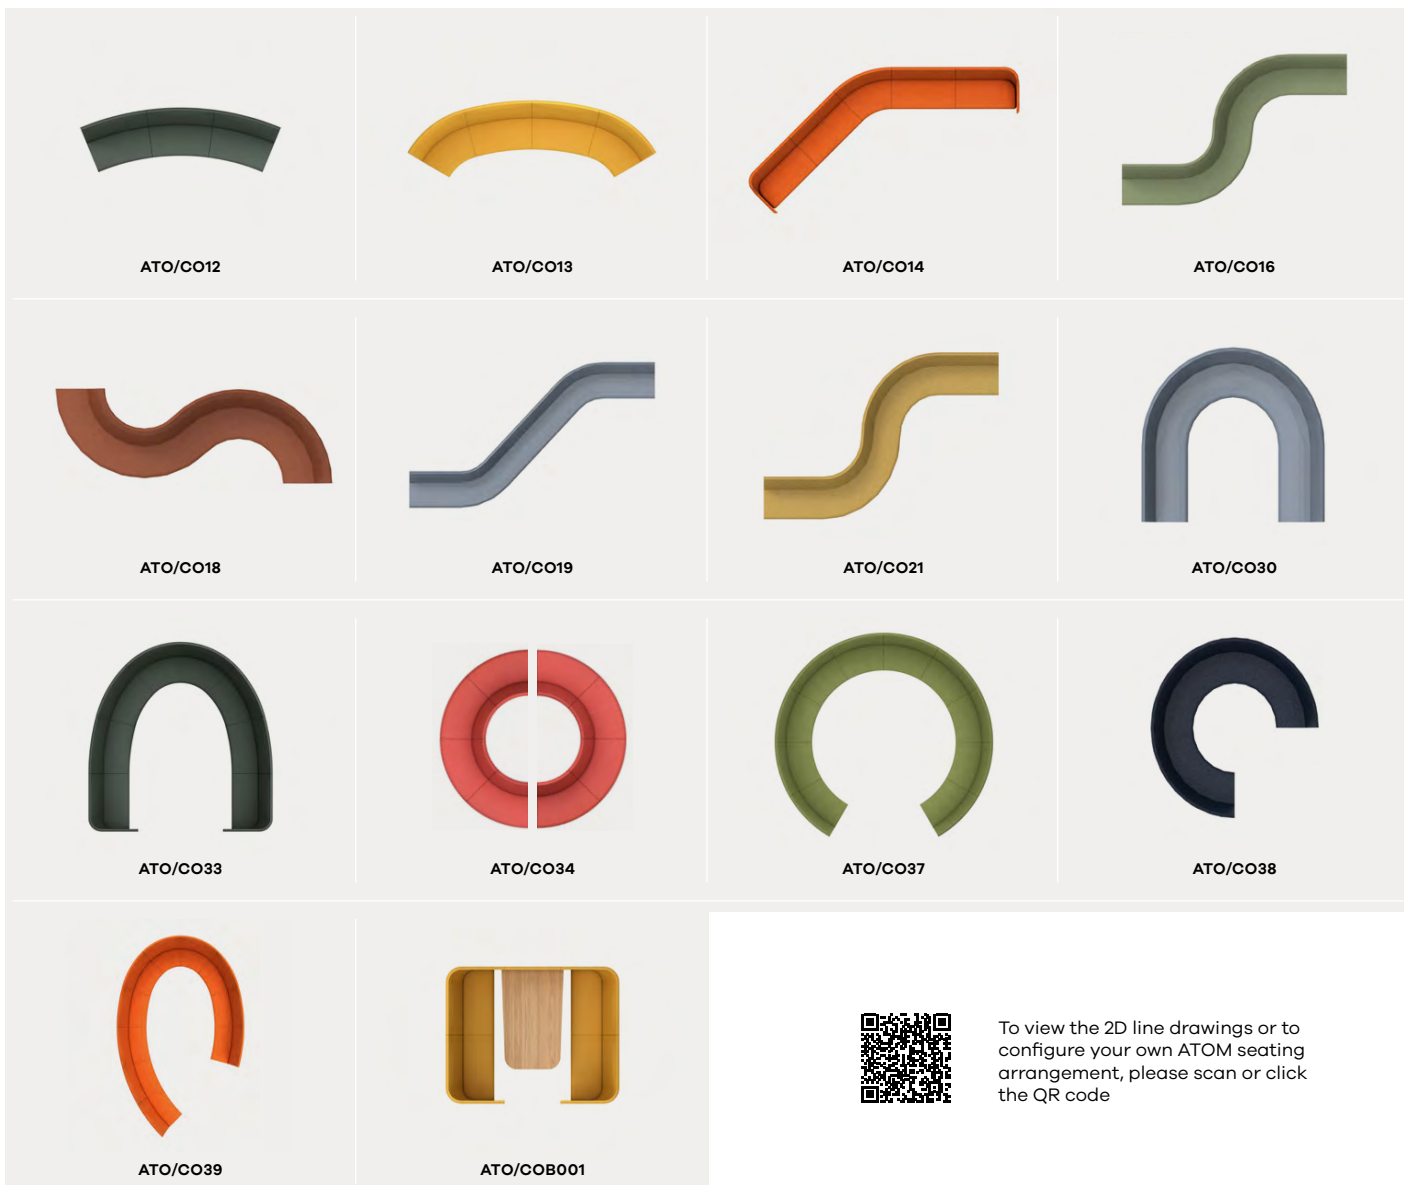 ATO/CO12
ATO/CO13
ATO/CO14
ATO/CO16
ATO/CO18
ATO/CO19
ATO/CO21
ATO/CO30
ATO/CO33
ATO/CO34
ATO/CO37
ATO/CO38
ATO/CO39
ATO/COB001
To view the 2D line drawings or to
configure your own ATOM seating
arrangement, please scan or click
the QR code